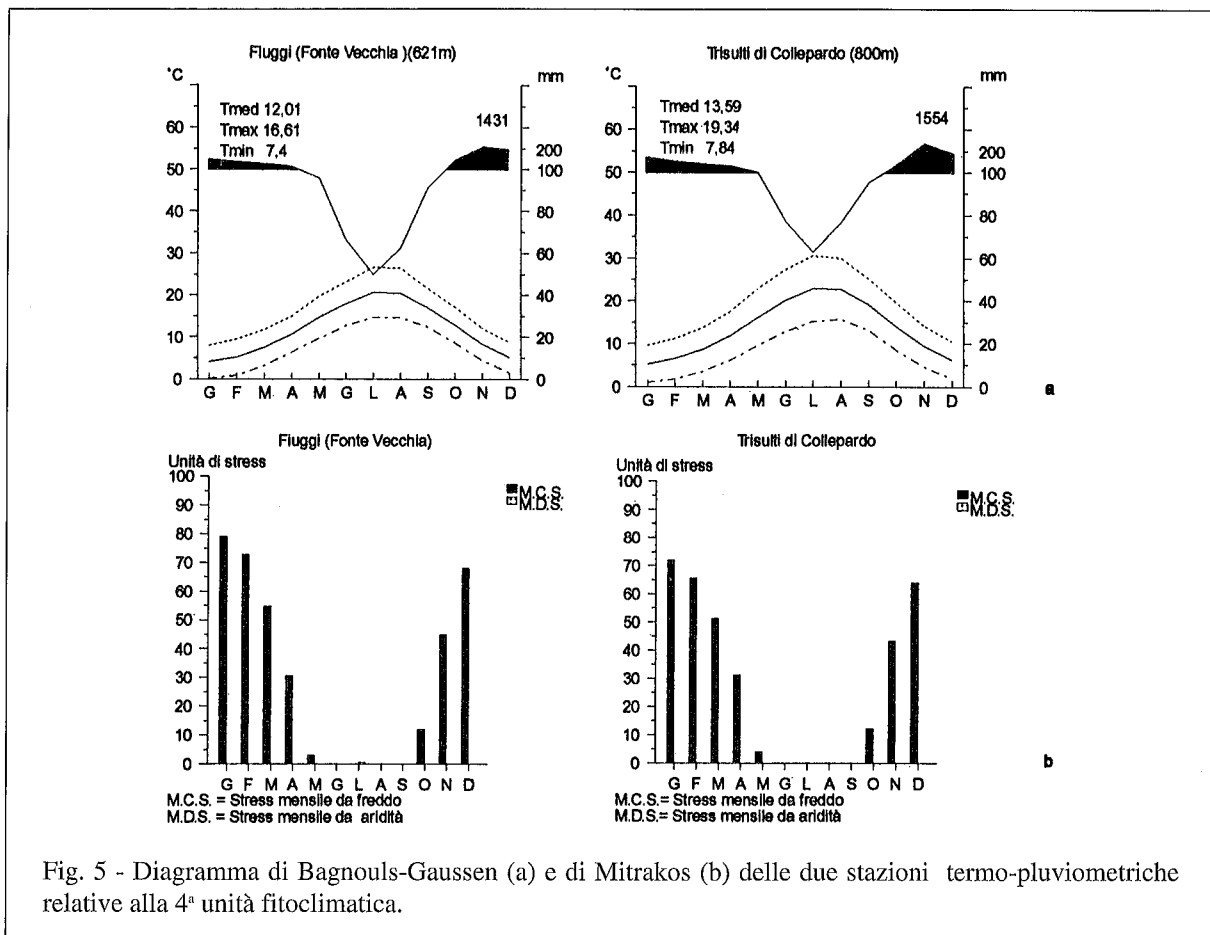 Fiuggi (Fonte Vecchia )(621m)
°C
mm
Tmed 12,01
Tmax 16,61
Tmin 7,4
1431
60
50
40
30
20
10
0
200
100
80
60
40
20
0
G F M A M G L A S O N D
Trisulti di Collepardo (800m)
°C
mm
Tmed 13,59
Tmax 19,34
Tmin 7,84
1554
60
50
40
30
20
10
0
200
100
80
60
40
20
0
G F M A M G L A S O N D
a
Fiuggi (Fonte Vecchia)
Unità di stress
100
90
80
70
60
50
40
30
20
10
0
M.C.S.
M.D.S.
G F M A M G L A S O N D
M.C.S.= Stress mensile da freddo
M.D.S.= Stress mensile da aridità
Trisulti di Collepardo
Unità di stress
100
90
80
70
60
50
40
30
20
10
0
M.C.S.
M.D.S.
G F M A M G L A S O N D
M.C.S.= Stress mensile da freddo
M.D.S.= Stress mensile da aridità
b
Fig. 5 - Diagramma di Bagnouls-Gaussen (a) e di Mitrakos (b) delle due stazioni termo-pluviometriche
relative alla 4ª unità fitoclimatica.